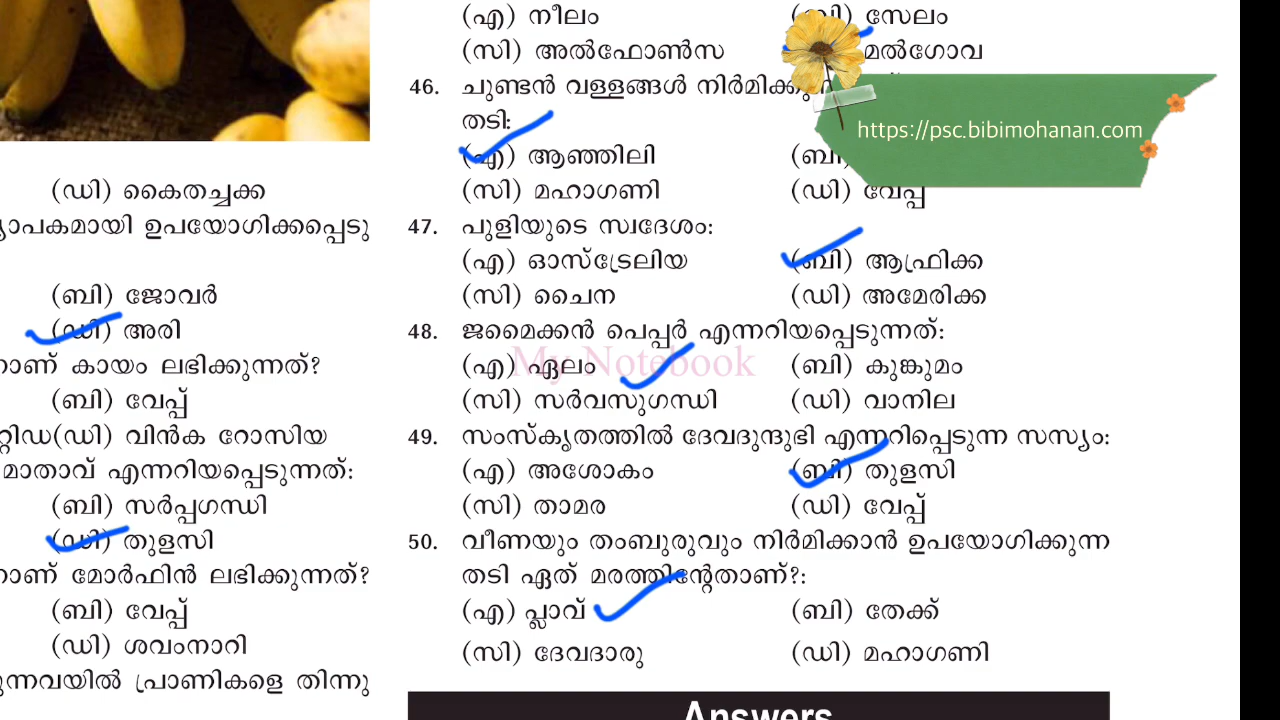 (ഡി) കൈതച്ചക്ക
വ്യാപകമായി ഉപയോഗിക്കപ്പെടു
(ബി) ജോവർ
(ഡി) അരി
നാണ് കായം ലഭിക്കുന്നത്?
(ബി) വേപ്പ്
റ്റിഡ(ഡി) വിൻക റോസിയ
മാതാവ് എന്നറിയപ്പെടുന്നത്:
(ബി) സർപ്പഗന്ധി
(ഡി) തുളസി
നാണ് മോർഫിൻ ലഭിക്കുന്നത്?
(ബി) വേപ്പ്
(ഡി) ശവംനാറി
ുന്നവയിൽ പ്രാണികളെ തിന്നു
(എ) നീലം (ബി) സേലം
(സി) അൽഫോൺസ മൽഗോവ
46. ചുണ്ടൻ വള്ളങ്ങൾ
തടി:
(എ) ആഞ്ഞിലി (ബി)
(സി) മഹാഗണി (ഡി) വേപ്പ്
47. പുളിയുടെ സ്വദേശം:
(എ) ഓസ്ട്രേലിയ (ബി) ആഫ്രിക്ക
(സി) ചൈന (ഡി) അമേരിക്ക
48. ജമൈക്കൻ പെപ്പർ എന്നറിയപ്പെടുന്നത്:
(എ) ഏലം (ബി) കുങ്കുമം
(സി) സർവസുഗന്ധി (ഡി) വാനില
49. സംസ്കൃതത്തിൽ ദേവദുന്ദുഭി എന്നറിപ്പെടുന്ന സസ്യം:
(എ) അശോകം (ബി) തുളസി
(സി) താമര (ഡി) വേപ്പ്
50. വീണയും തംബുരുവും നിർമിക്കാൻ ഉപയോഗിക്കുന്ന
തടി ഏത് മരത്തിന്റേതാണ്?:
(എ) പ്ലാവ് (ബി) തേക്ക്
(സി) ദേവദാരു (ഡി) മഹാഗണി
Answers
https://psc.bibimohanan.com
My Notebook